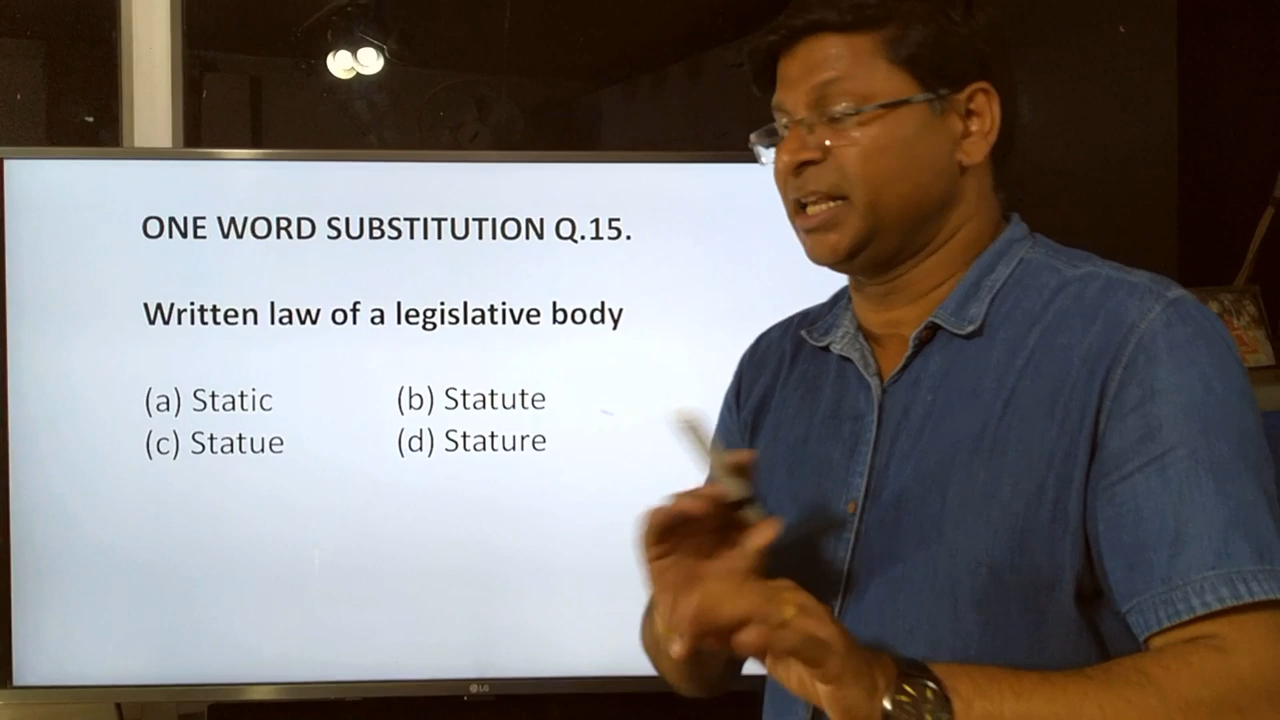 ONE WORD SUBSTITUTION Q.15.
Written law of a legislative body
(a) Static (b) Statute
(c) Statue (d) Stature
LG